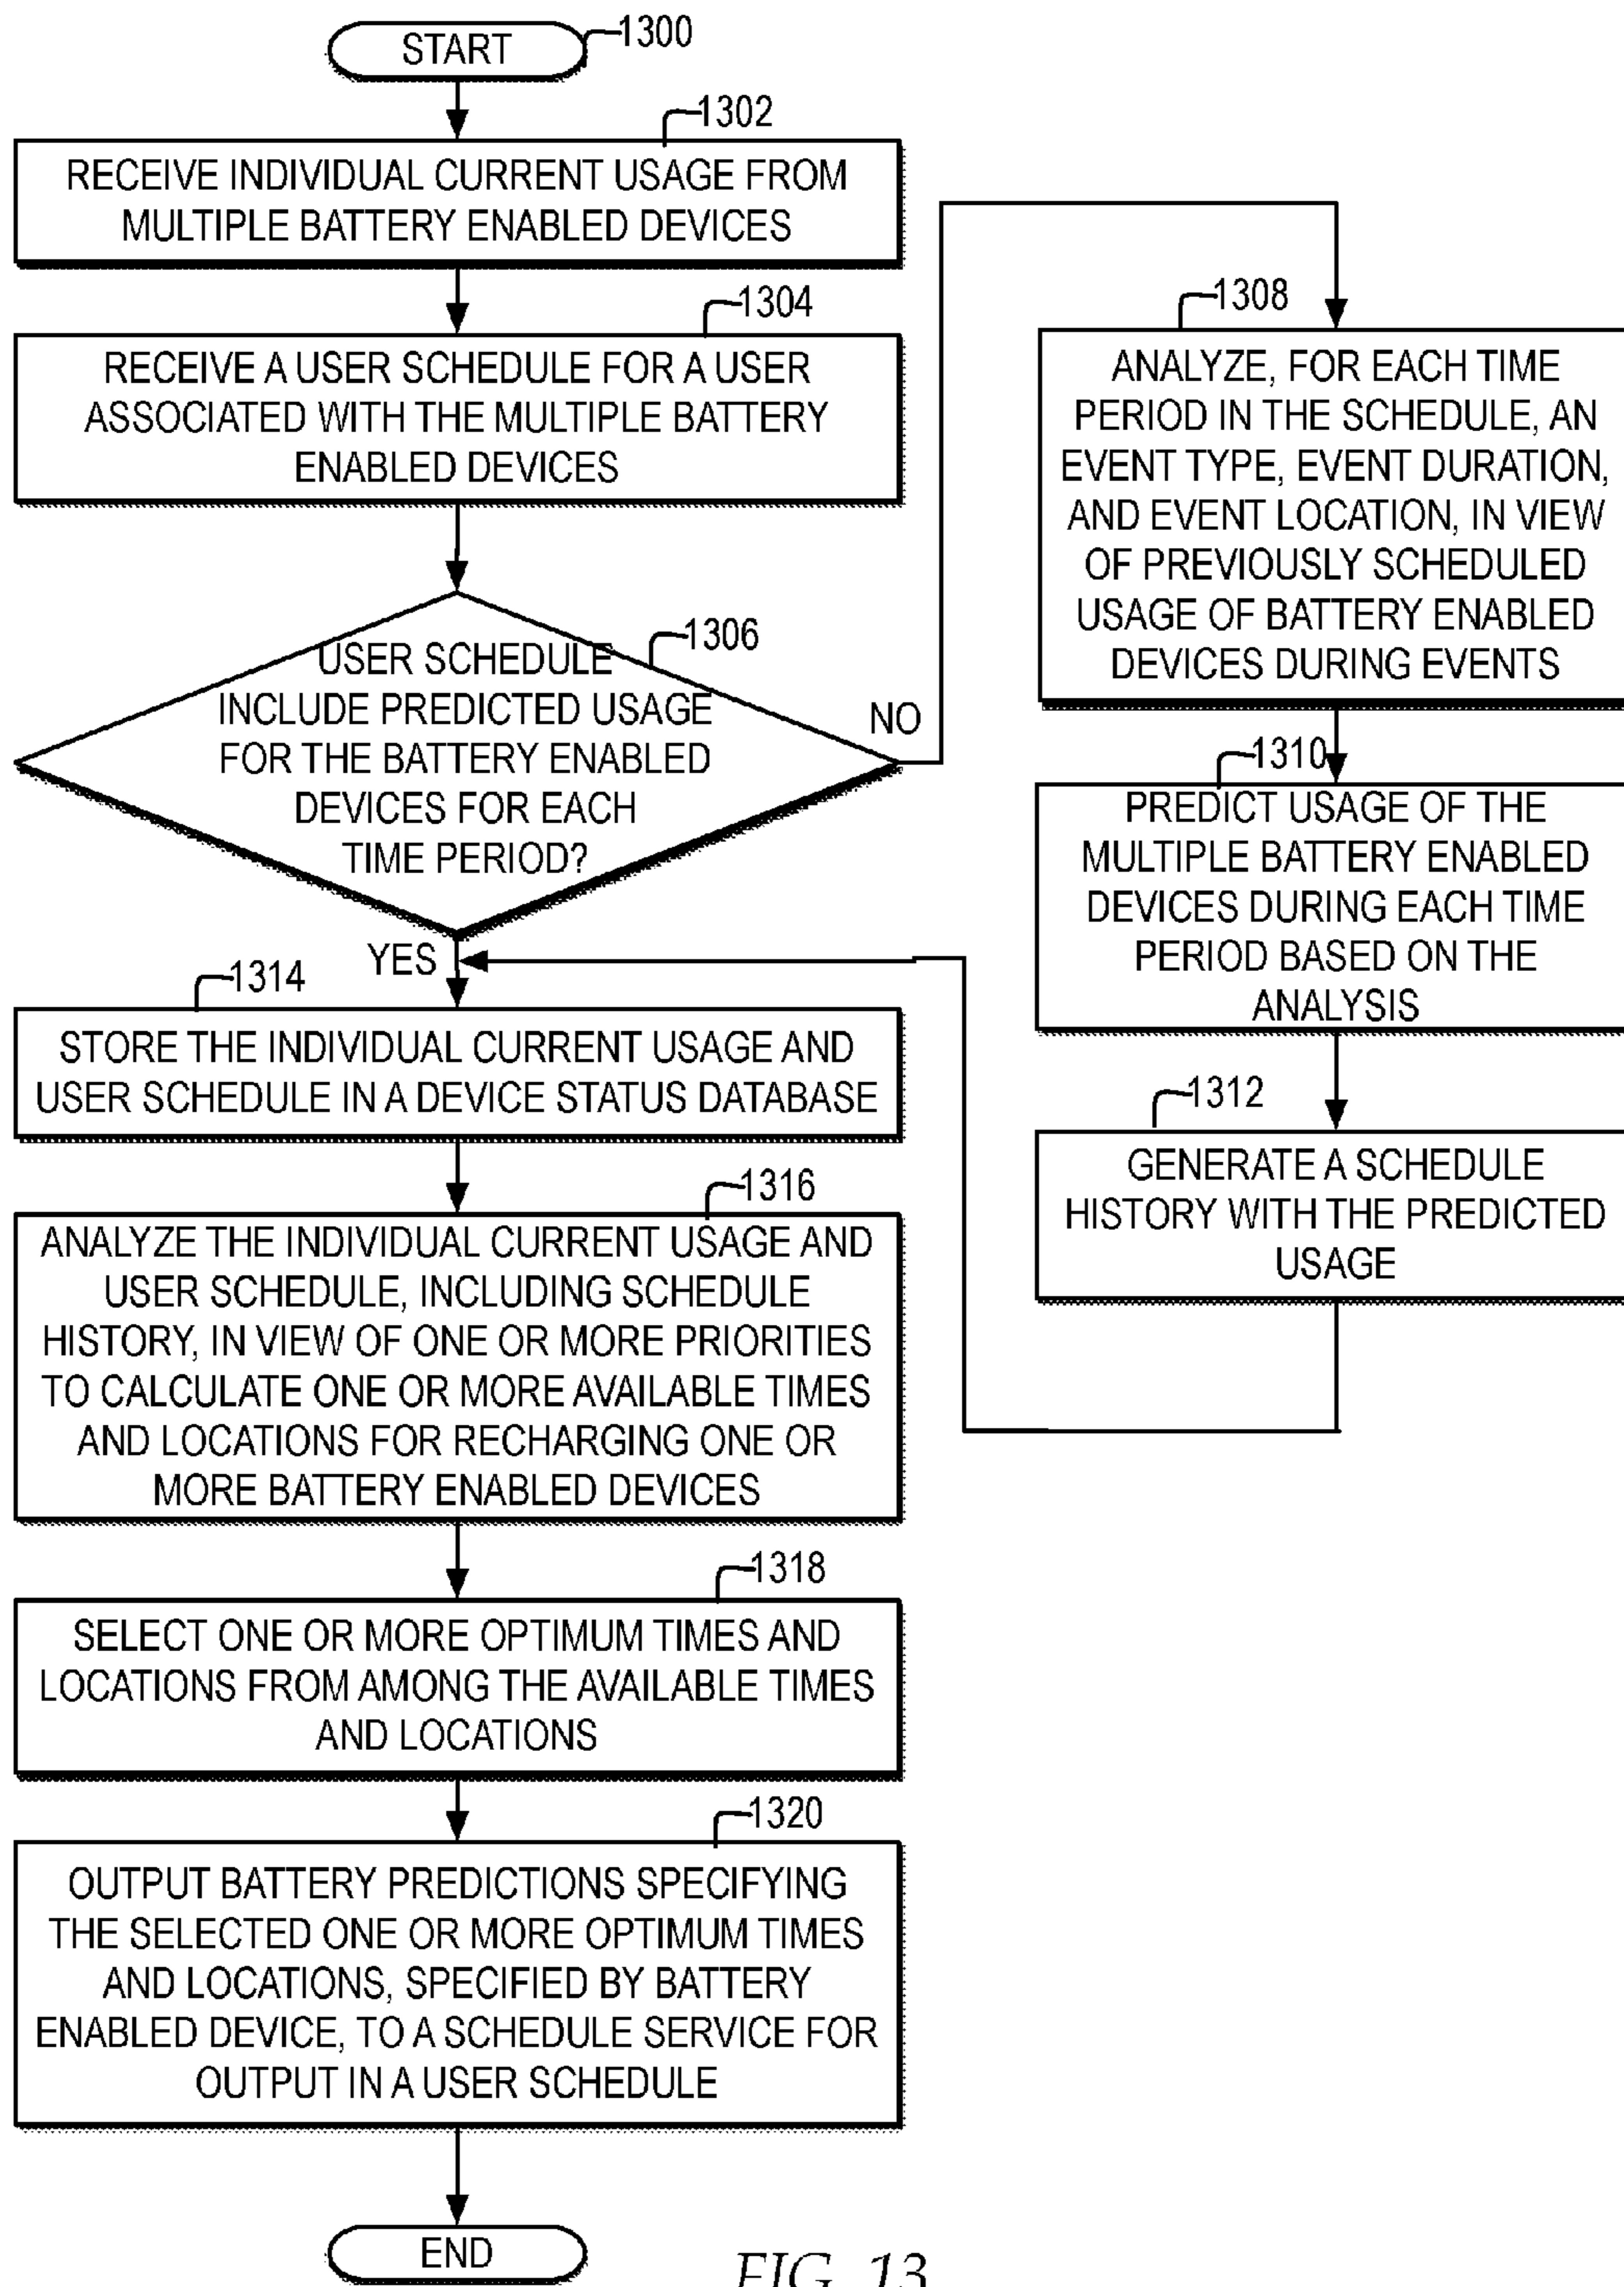 START
1300
1302
RECEIVE INDIVIDUAL CURRENT USAGE FROM
MULTIPLE BATTERY ENABLED DEVICES
1304
RECEIVE A USER SCHEDULE FOR A USER
ASSOCIATED WITH THE MULTIPLE BATTERY
ENABLED DEVICES
1306
USER SCHEDULE
INCLUDE PREDICTED USAGE
FOR THE BATTERY ENABLED
DEVICES FOR EACH
TIME PERIOD?
NO
1308
ANALYZE, FOR EACH TIME
PERIOD IN THE SCHEDULE, AN
EVENT TYPE, EVENT DURATION,
AND EVENT LOCATION, IN VIEW
OF PREVIOUSLY SCHEDULED
USAGE OF BATTERY ENABLED
DEVICES DURING EVENTS
1310
PREDICT USAGE OF THE
MULTIPLE BATTERY ENABLED
DEVICES DURING EACH TIME
PERIOD BASED ON THE
ANALYSIS
1312
GENERATE A SCHEDULE
HISTORY WITH THE PREDICTED
USAGE
YES
1314
STORE THE INDIVIDUAL CURRENT USAGE AND
USER SCHEDULE IN A DEVICE STATUS DATABASE
1316
ANALYZE THE INDIVIDUAL CURRENT USAGE AND
USER SCHEDULE, INCLUDING SCHEDULE
HISTORY, IN VIEW OF ONE OR MORE PRIORITIES
TO CALCULATE ONE OR MORE AVAILABLE TIMES
AND LOCATIONS FOR RECHARGING ONE OR
MORE BATTERY ENABLED DEVICES
1318
SELECT ONE OR MORE OPTIMUM TIMES AND
LOCATIONS FROM AMONG THE AVAILABLE TIMES
AND LOCATIONS
1320
OUTPUT BATTERY PREDICTIONS SPECIFYING
THE SELECTED ONE OR MORE OPTIMUM TIMES
AND LOCATIONS, SPECIFIED BY BATTERY
ENABLED DEVICE, TO A SCHEDULE SERVICE FOR
OUTPUT IN A USER SCHEDULE
END
FIG. 13